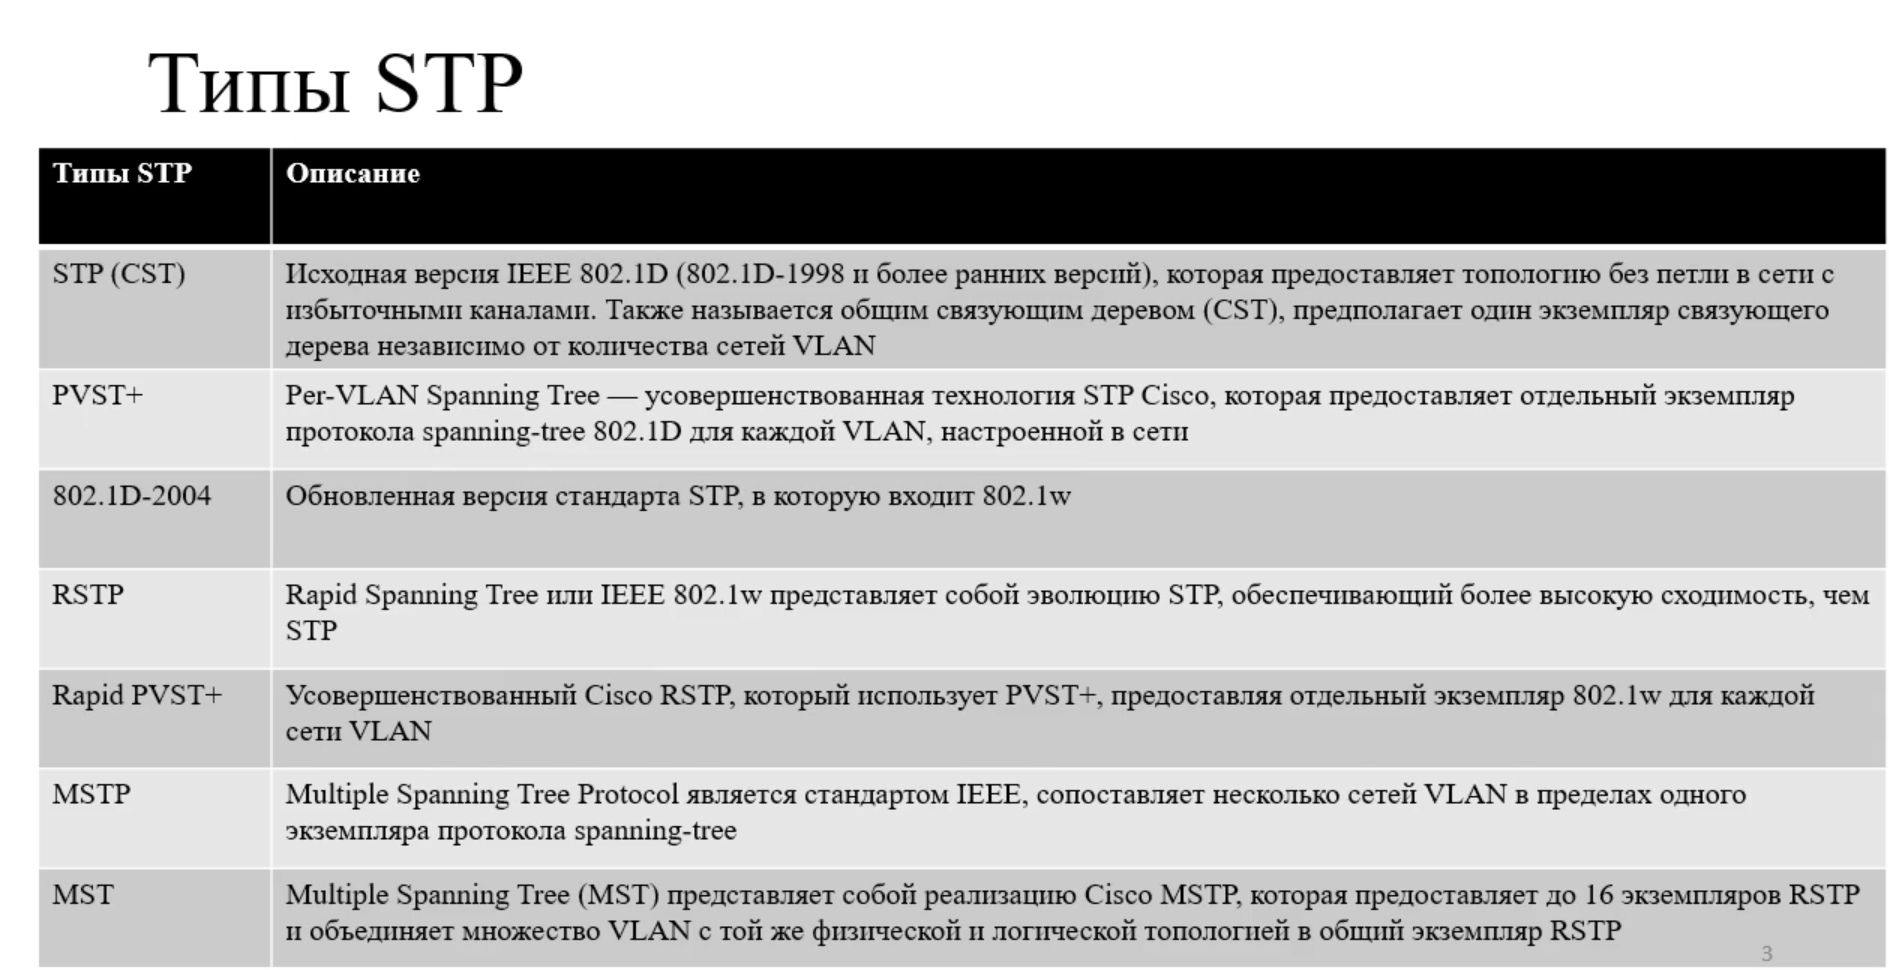 Типы STP
Типы STP
Описание
STP (CST)
Исходная версия IEEE 802.1D (802.1D-1998 и более ранних версий), которая предоставляет топологию без петли в сети с
избыточными каналами. Также называется общим связующим деревом (CST), предполагает один экземпляр связующего
дерева независимо от количества сетей VLAN
PVST+
Per-VLAN Spanning Tree — усовершенствованная технология STP Cisco, которая предоставляет отдельный экземпляр
протокола spanning-tree 802.1D для каждой VLAN, настроенной в сети
802.1D-2004
Обновленная версия стандарта STP, в которую входит 802.1w
RSTP
Rapid Spanning Tree или IEEE 802.1w представляет собой эволюцию STP, обеспечивающий более высокую сходимость, чем
STP
Rapid PVST+
Усовершенствованный Cisco RSTP, который использует PVST+, предоставляя отдельный экземпляр 802.1w для каждой
сети VLAN
MSTP
Multiple Spanning Tree Protocol является стандартом IEEE, сопоставляет несколько сетей VLAN в пределах одного
экземпляра протокола spanning-tree
MST
Multiple Spanning Tree (MST) представляет собой реализацию Cisco MSTP, которая предоставляет до 16 экземпляров RSTP
и объединяет множество VLAN с той же физической и логической топологией в общий экземпляр RSTP
3